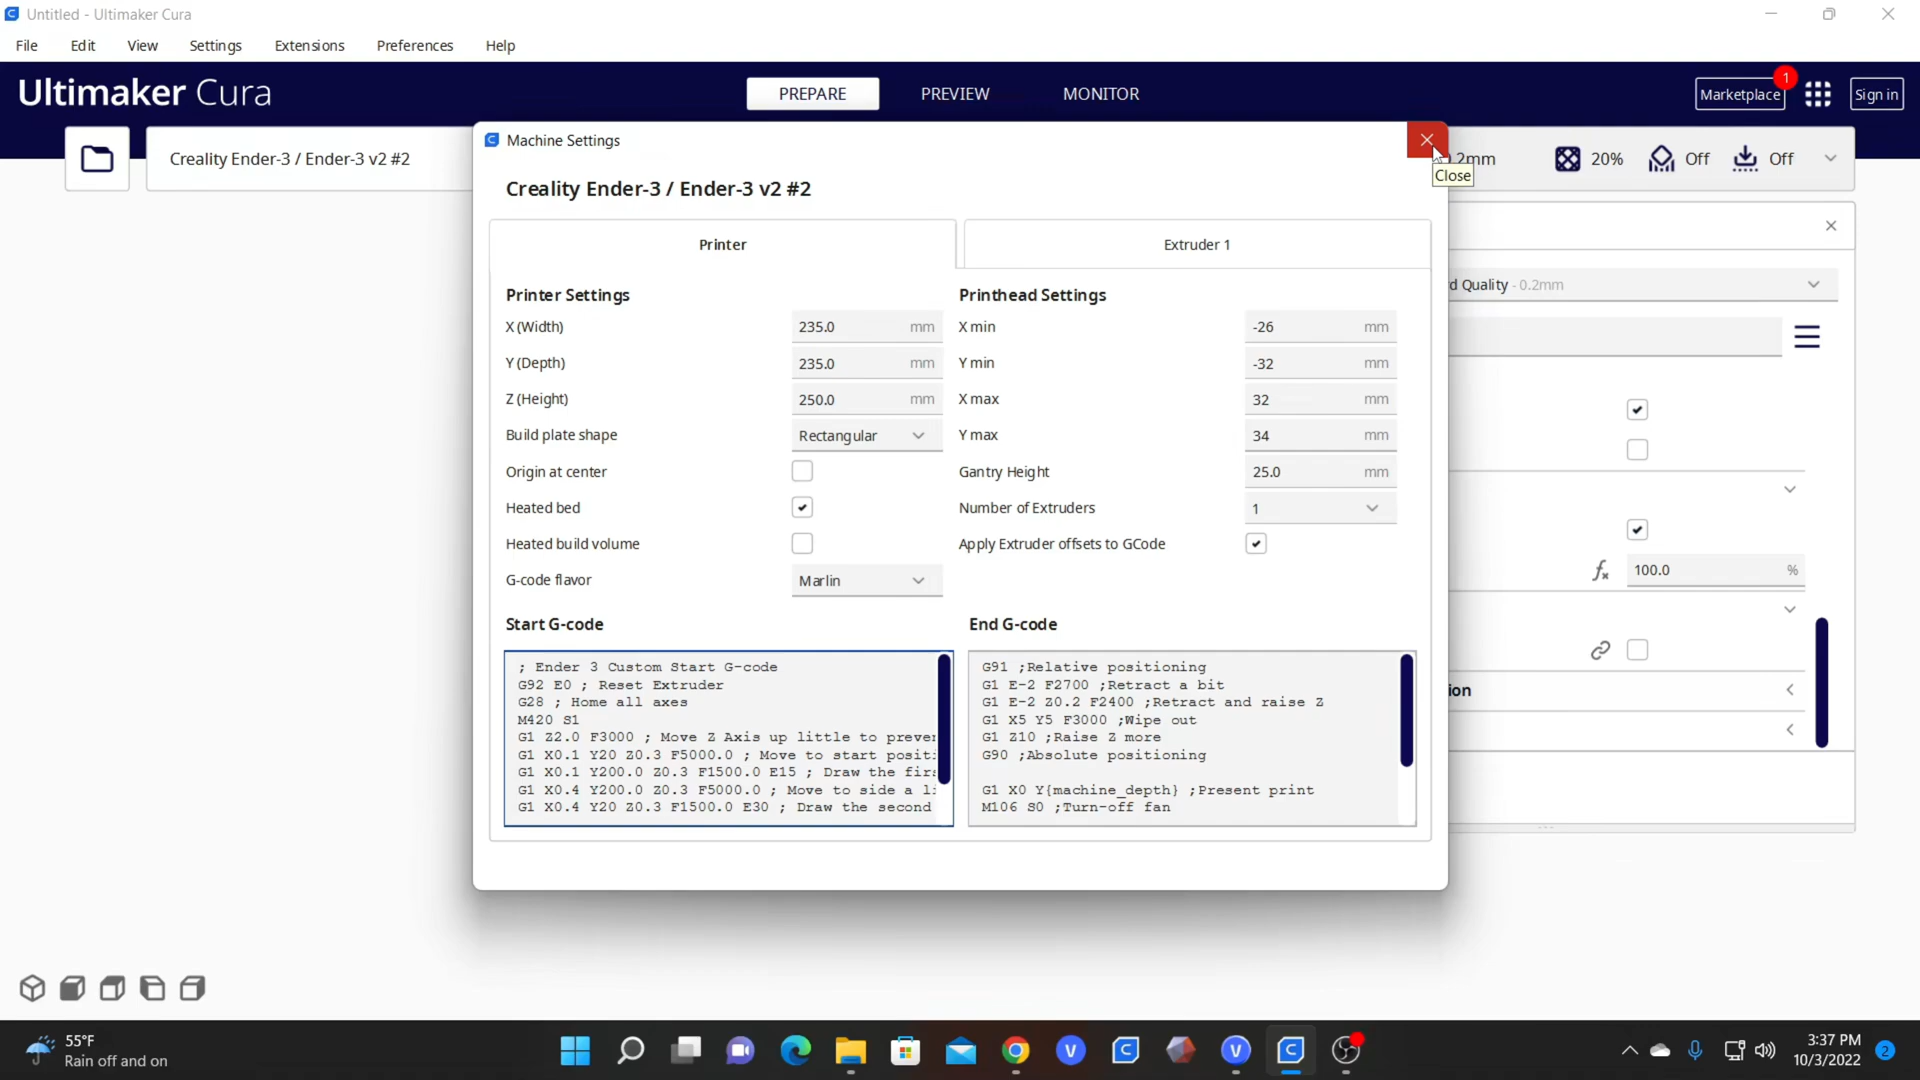 Untitled - Ultimaker Cura
File Edit View Settings Extensions Preferences Help
Ultimaker Cura
PREPARE
PREVIEW
MONITOR
Marketplace
1
Sign in
Creality Ender-3 / Ender-3 v2 #2
Machine Settings
2mm
20%
Off
Off
Close
Creality Ender-3 / Ender-3 v2 #2
Printer
Extruder 1
Printer Settings
X (Width) 235.0 mm
Y (Depth) 235.0 mm
Z (Height) 250.0 mm
Build plate shape Rectangular
Origin at center
Heated bed
Heated build volume
G-code flavor Marlin
Printhead Settings
X min -26 mm
Y min -32 mm
X max 32 mm
Y max 34 mm
Gantry Height 25.0 mm
Number of Extruders 1
Apply Extruder offsets to GCode
Start G-code
; Ender 3 Custom Start G-code
G92 E0 ; Reset Extruder
G28 ; Home all axes
M420 S1
G1 Z2.0 F3000 ; Move Z Axis up little to preve
G1 X0.1 Y20 Z0.3 F5000.0 ; Move to start posit
G1 X0.1 Y200.0 Z0.3 F1500.0 E15 ; Draw the fir
G1 X0.4 Y200.0 Z0.3 F5000.0 ; Move to side a l
G1 X0.4 Y20 Z0.3 F1500.0 E30 ; Draw the second
End G-code
G91 ;Relative positioning
G1 E-2 F2700 ;Retract a bit
G1 E-2 Z0.2 F2400 ;Retract and raise Z
G1 X5 Y5 F3000 ;Wipe out
G1 Z10 ;Raise Z more
G90 ;Absolute positioning
G1 X0 Y{machine_depth} ;Present print
M106 S0 ;Turn-off fan
d Quality - 0.2mm
100.0 %
ion
55°F
Rain off and on
3:37 PM
10/3/2022
2